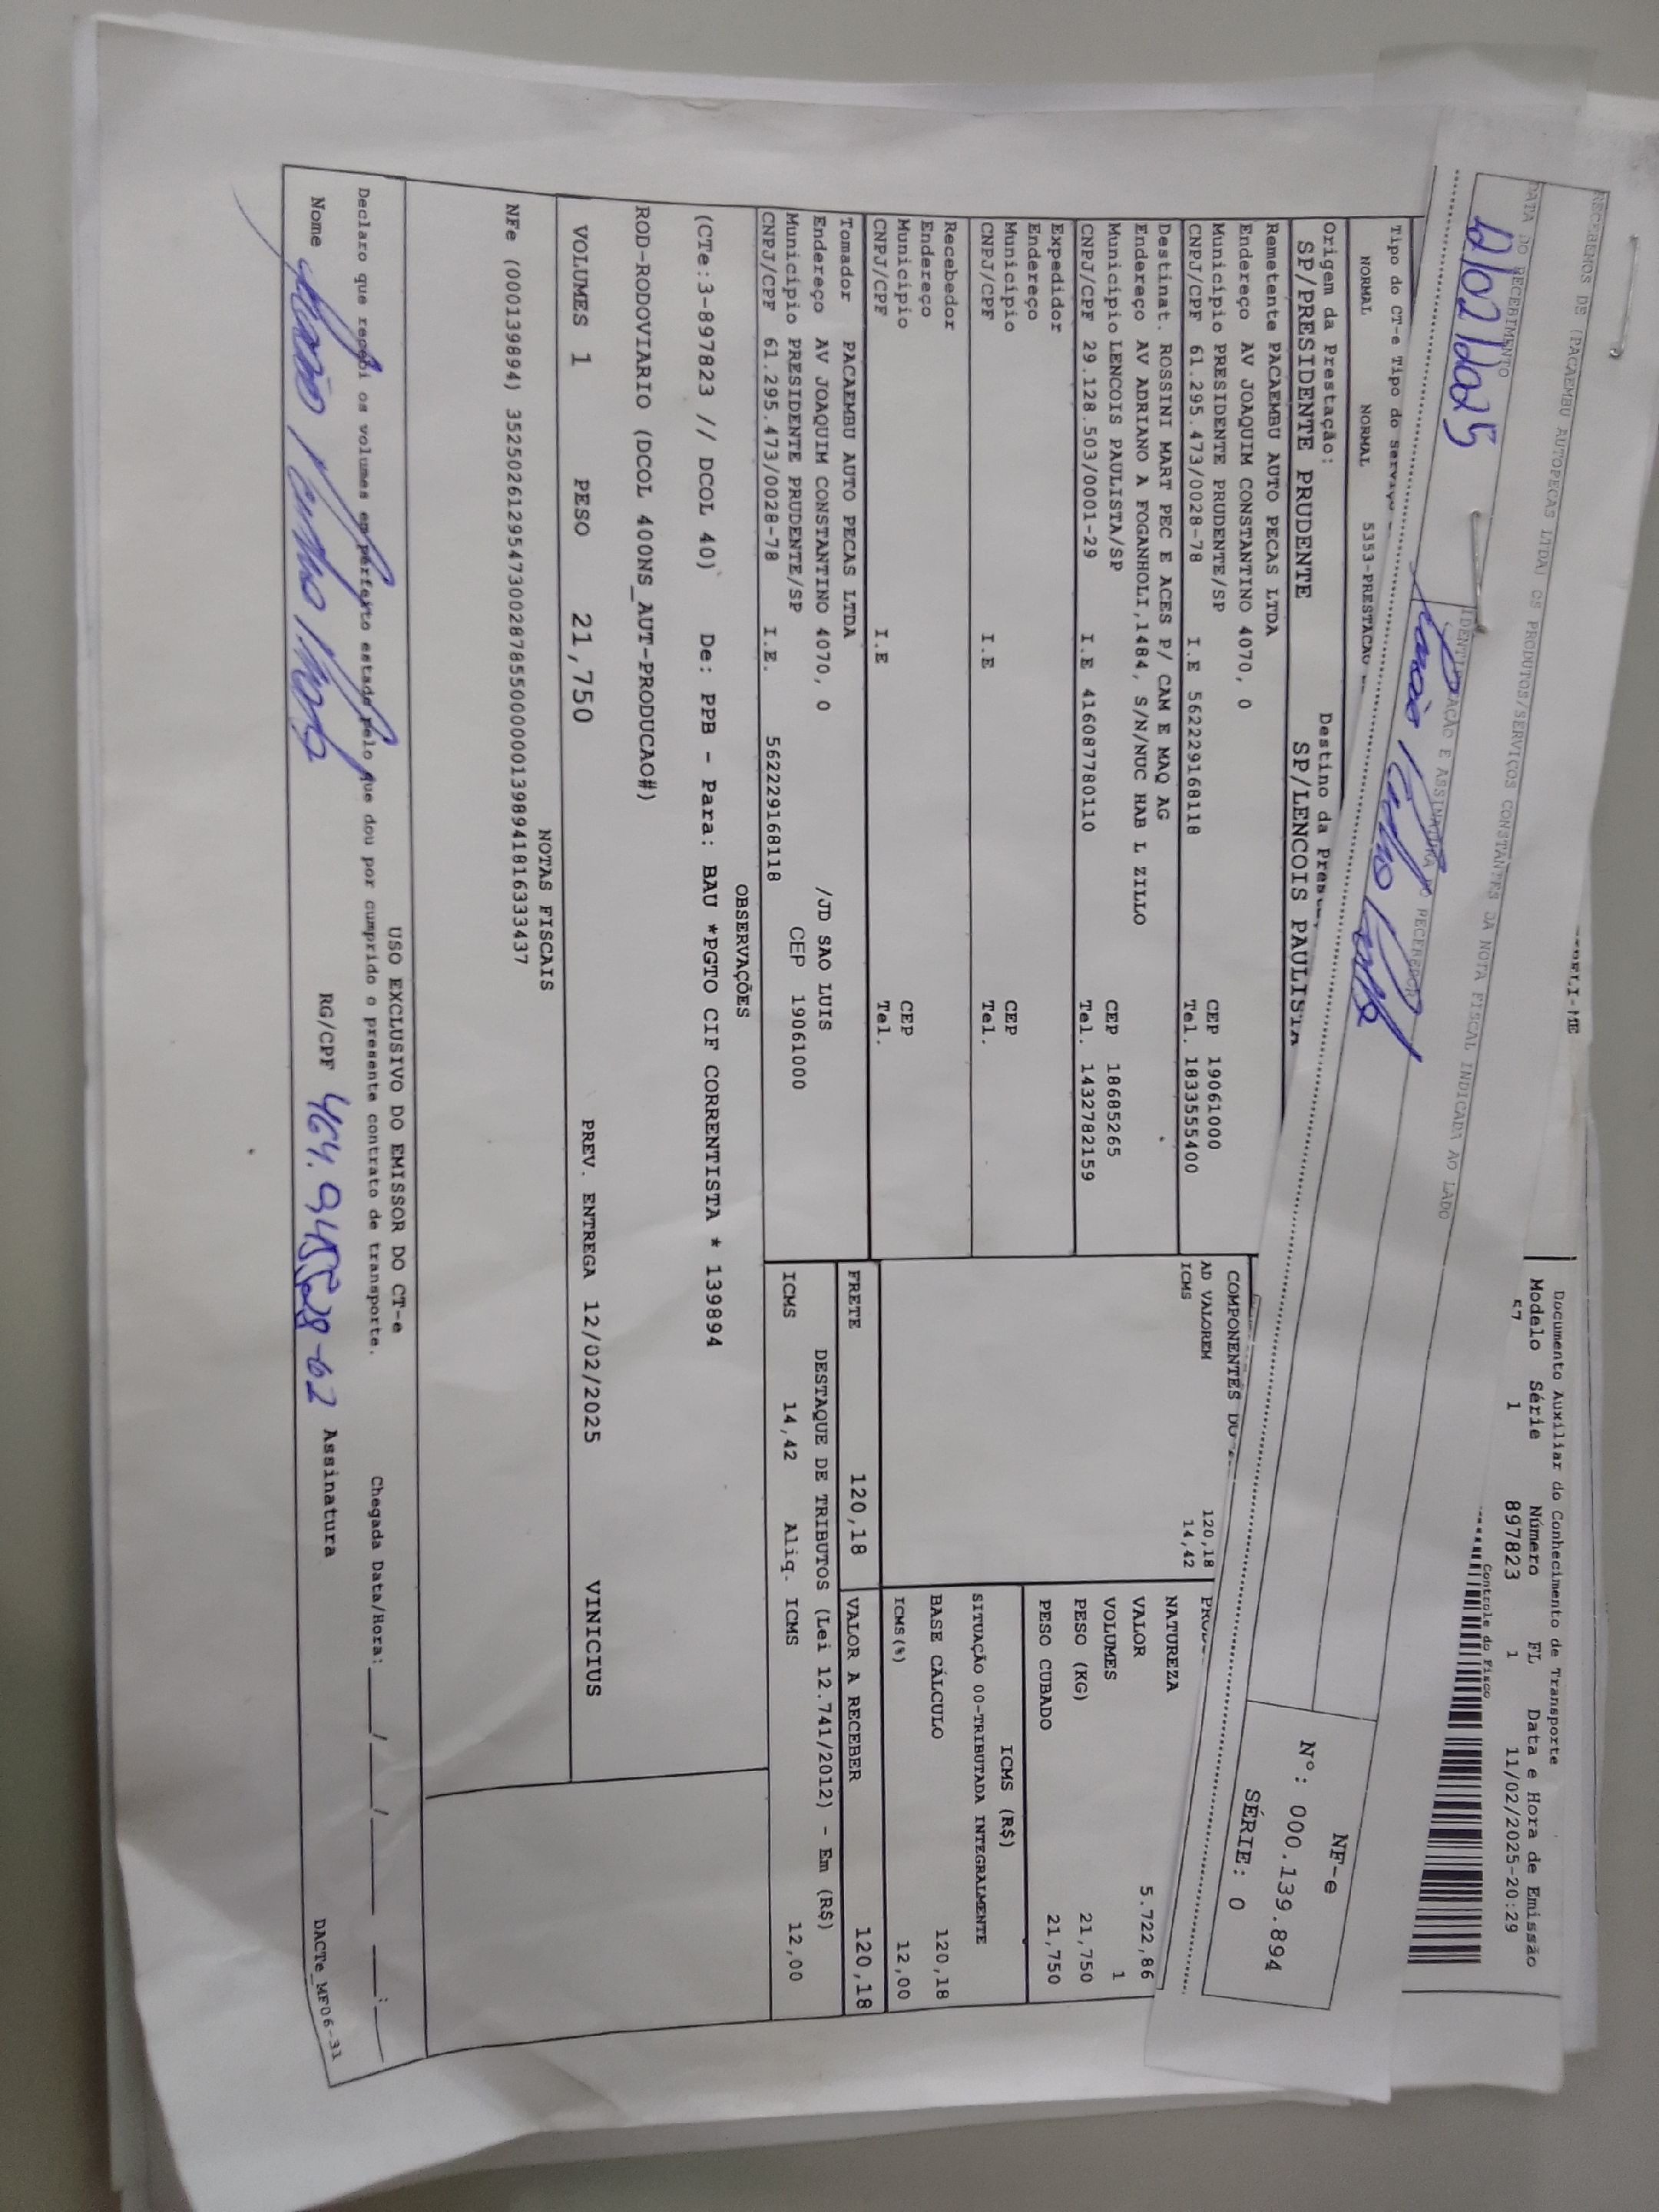 RECEBEMOS DE (PACAEMBU AUTOPECAS LTDA) OS PRODUTOS/SERVIÇOS CONSTANTES DA NOTA FISCAL INDICADA AO LADO
DATA DO RECEBIMENTO
IDENTIFICAÇÃO E ASSINATURA DO RECEBEDOR
12/02/2025
NF-e
Nº: 000.139.894
SÉRIE: 0
ELI-ME
Documento Auxiliar do Conhecimento de Transporte
Modelo Série Número FL Data e Hora de Emissão
57 1 897823 1 11/02/2025-20:29
Controle do Fisco
Tipo do CT-e Tipo do Serviço
NORMAL NORMAL 5353-PRESTACAO
Origem da Prestação: Destino da
SP/PRESIDENTE PRUDENTE SP/LENCOIS PAULISTA
Remetente PACAEMBU AUTO PECAS LTDA
Endereço AV JOAQUIM CONSTANTINO 4070, 0
Município PRESIDENTE PRUDENTE/SP CEP 19061000
CNPJ/CPF 61.295.473/0028-78 I.E 562229168118 Tel. 1833555400
Destinat. ROSSINI MART PEC E ACES P/ CAM E MAQ AG
Endereço AV ADRIANO A FOGANHOLI,1484, S/N/NUC HAB L ZILLO
Município LENCOIS PAULISTA/SP CEP 18685265
CNPJ/CPF 29.128.503/0001-29 I.E 416087780110 Tel. 1432782159
Expedidor
Endereço
Município CEP
CNPJ/CPF I.E Tel.
Recebedor
Endereço
Município CEP
CNPJ/CPF I.E Tel.
Tomador PACAEMBU AUTO PECAS LTDA
Endereço AV JOAQUIM CONSTANTINO 4070, 0 /JD SAO LUIS
Município PRESIDENTE PRUDENTE/SP CEP 19061000
CNPJ/CPF 61.295.473/0028-78 I.E. 562229168118
COMPONENTES DO
AD VALOREM 120,18
ICMS 14,42
NATUREZA
VALOR 5.722,86
VOLUMES 1
PESO (KG) 21,750
PESO CUBADO 21,750
ICMS (R$)
SITUAÇÃO 00-TRIBUTADA INTEGRALMENTE
BASE CÁLCULO 120,18
ICMS(%) 12,00
FRETE 120,18 VALOR A RECEBER 120,18
DESTAQUE DE TRIBUTOS (Lei 12.741/2012) - Em (R$)
ICMS 14,42 Aliq. ICMS 12,00
OBSERVAÇÕES
(CTe:3-897823 // DCOL 40) De: PPB - Para: BAU *PGTO CIF CORRENTISTA * 139894
ROD-RODOVIARIO (DCOL 400NS_AUT-PRODUCAO#)
VOLUMES 1 PESO 21,750 PREV. ENTREGA 12/02/2025 VINICIUS
NOTAS FISCAIS
NFe (000139894) 35250261295473002878550000001398941816333437
USO EXCLUSIVO DO EMISSOR DO CT-e
Declaro que recebi os volumes em perfeito estado pelo que dou por cumprido o presente contrato de transporte. Chegada Data/Hora: __/__/____ __:__
Nome RG/CPF Assinatura
DACTe_MF06-31